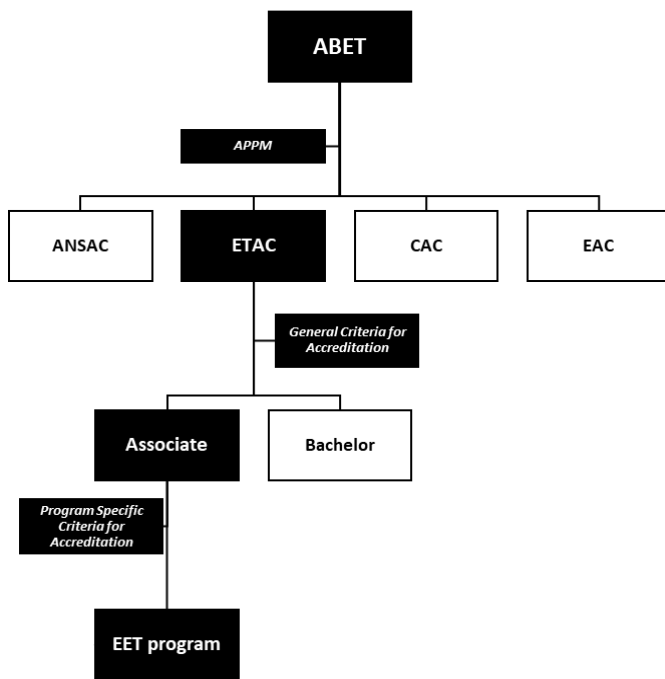 ABET
APPM
ANSAC
ETAC
CAC
EAC
General Criteria for
Accreditation
Associate
Bachelor
Program Specific
Criteria for
Accreditation
EET program